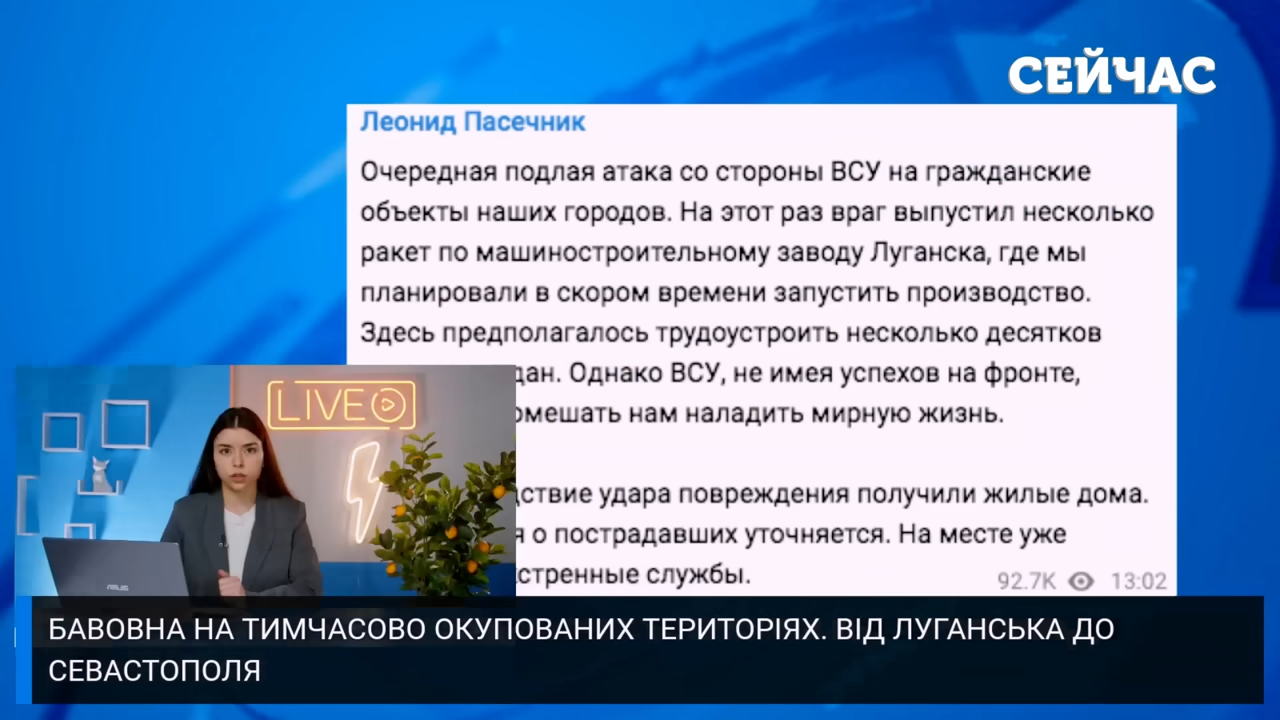 СЕЙЧАС
Леонид Пасечник
Очередная подлая атака со стороны ВСУ на гражданские
объекты наших городов. На этот раз враг выпустил несколько
ракет по машиностроительному заводу Луганска, где мы
планировали в скором времени запустить производство.
Здесь предполагалось трудоустроить несколько десятков
дан. Однако ВСУ, не имея успехов на фронте,
омешать нам наладить мирную жизнь.
дствие удара повреждения получили жилые дома.
я о пострадавших уточняется. На месте уже
кстренные службы.
92.7K 13:02
LIVE
ASUS
БАВОВНА НА ТИМЧАСОВО ОКУПОВАНИХ ТЕРИТОРІЯХ. ВІД ЛУГАНСЬКА ДО
СЕВАСТОПОЛЯ